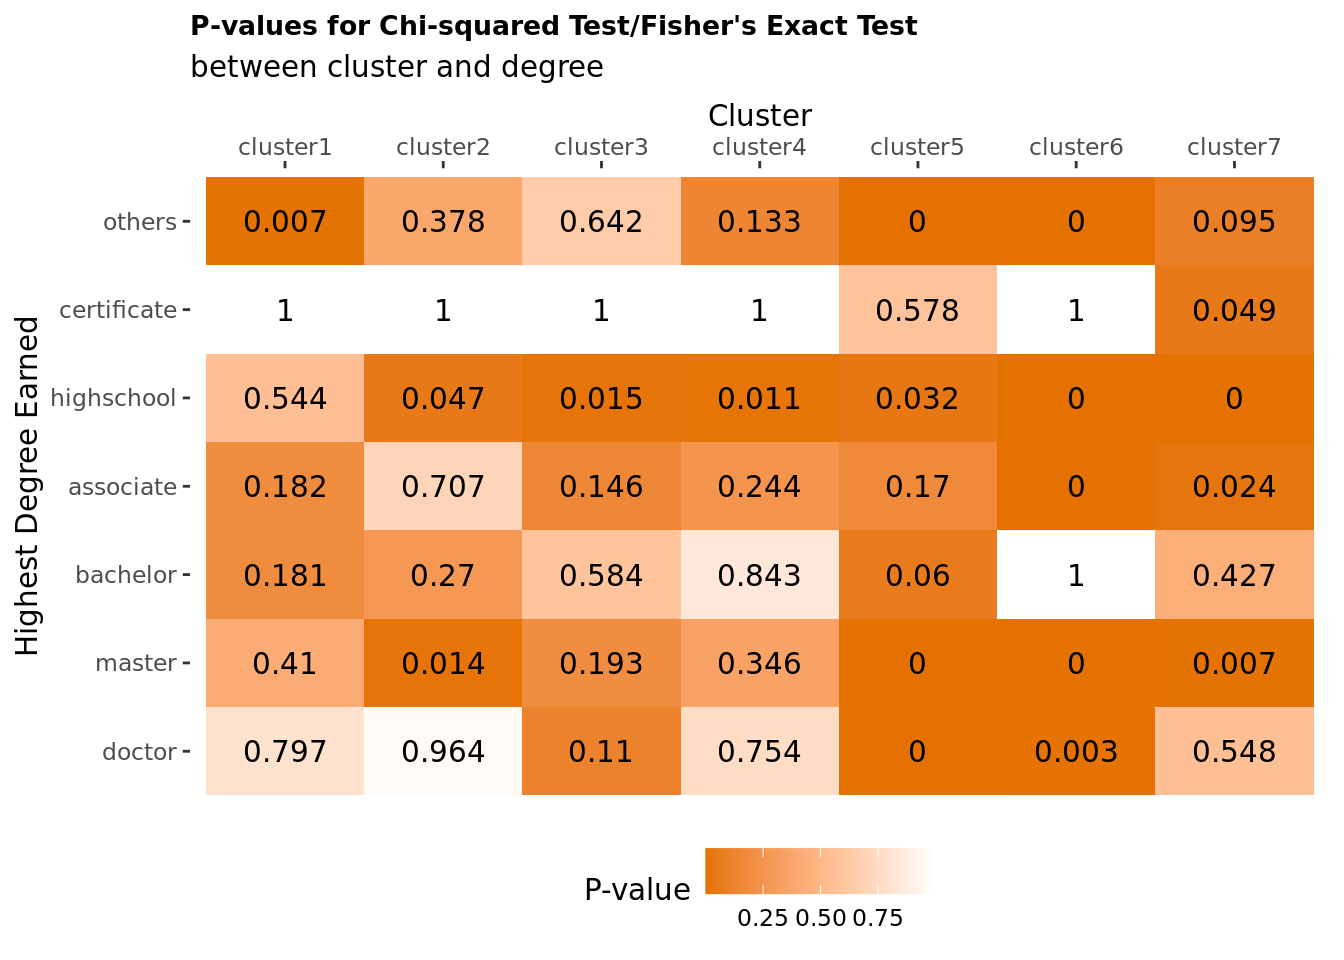 P-values for Chi-squared Test/Fisher's Exact Test
between cluster and degree
Cluster
cluster1 cluster2 cluster3 cluster4 cluster5 cluster6 cluster7
Highest Degree Earned
others 0.007 0.378 0.642 0.133 0 0 0.095
certificate 1 1 1 1 0.578 1 0.049
highschool 0.544 0.047 0.015 0.011 0.032 0 0
associate 0.182 0.707 0.146 0.244 0.17 0 0.024
bachelor 0.181 0.27 0.584 0.843 0.06 1 0.427
master 0.41 0.014 0.193 0.346 0 0 0.007
doctor 0.797 0.964 0.11 0.754 0 0.003 0.548
P-value
0.25 0.50 0.75